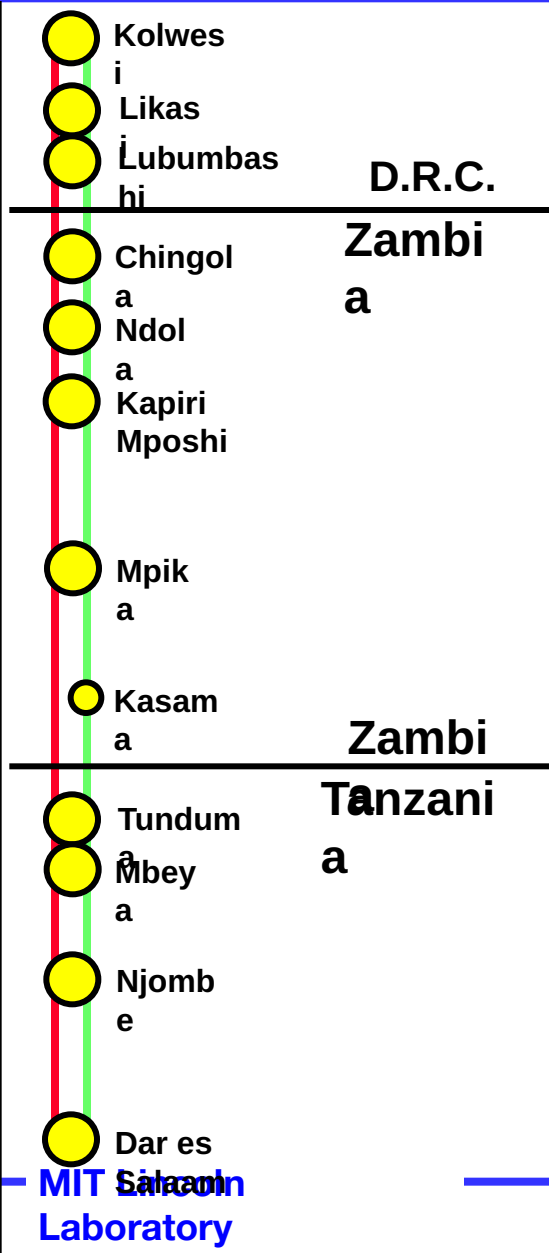 Kolwes
i
Likas
i
Lubumbas
hi
D.R.C.
Zambi
a
Chingol
a
Ndol
a
Kapiri
Mposhi
Mpik
a
Kasam
a
Zambi
a
Tanzani
a
Tundum
a
Mbey
a
Njomb
e
Dar es
Salaam
MIT Lincoln
Laboratory